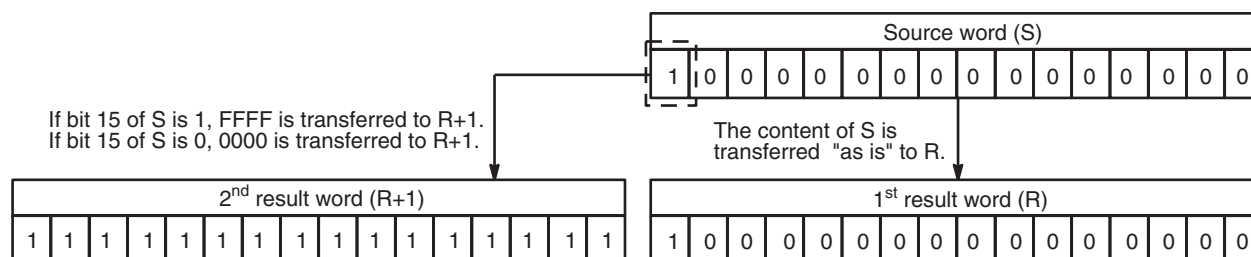 Source word (S)
1 0 0 0 0 0 0 0 0 0 0 0 0 0 0 0
If bit 15 of S is 1, FFFF is transferred to R+1.
If bit 15 of S is 0, 0000 is transferred to R+1.
The content of S is
transferred "as is" to R.
2nd result word (R+1)
1 1 1 1 1 1 1 1 1 1 1 1 1 1 1 1
1st result word (R)
1 0 0 0 0 0 0 0 0 0 0 0 0 0 0 0